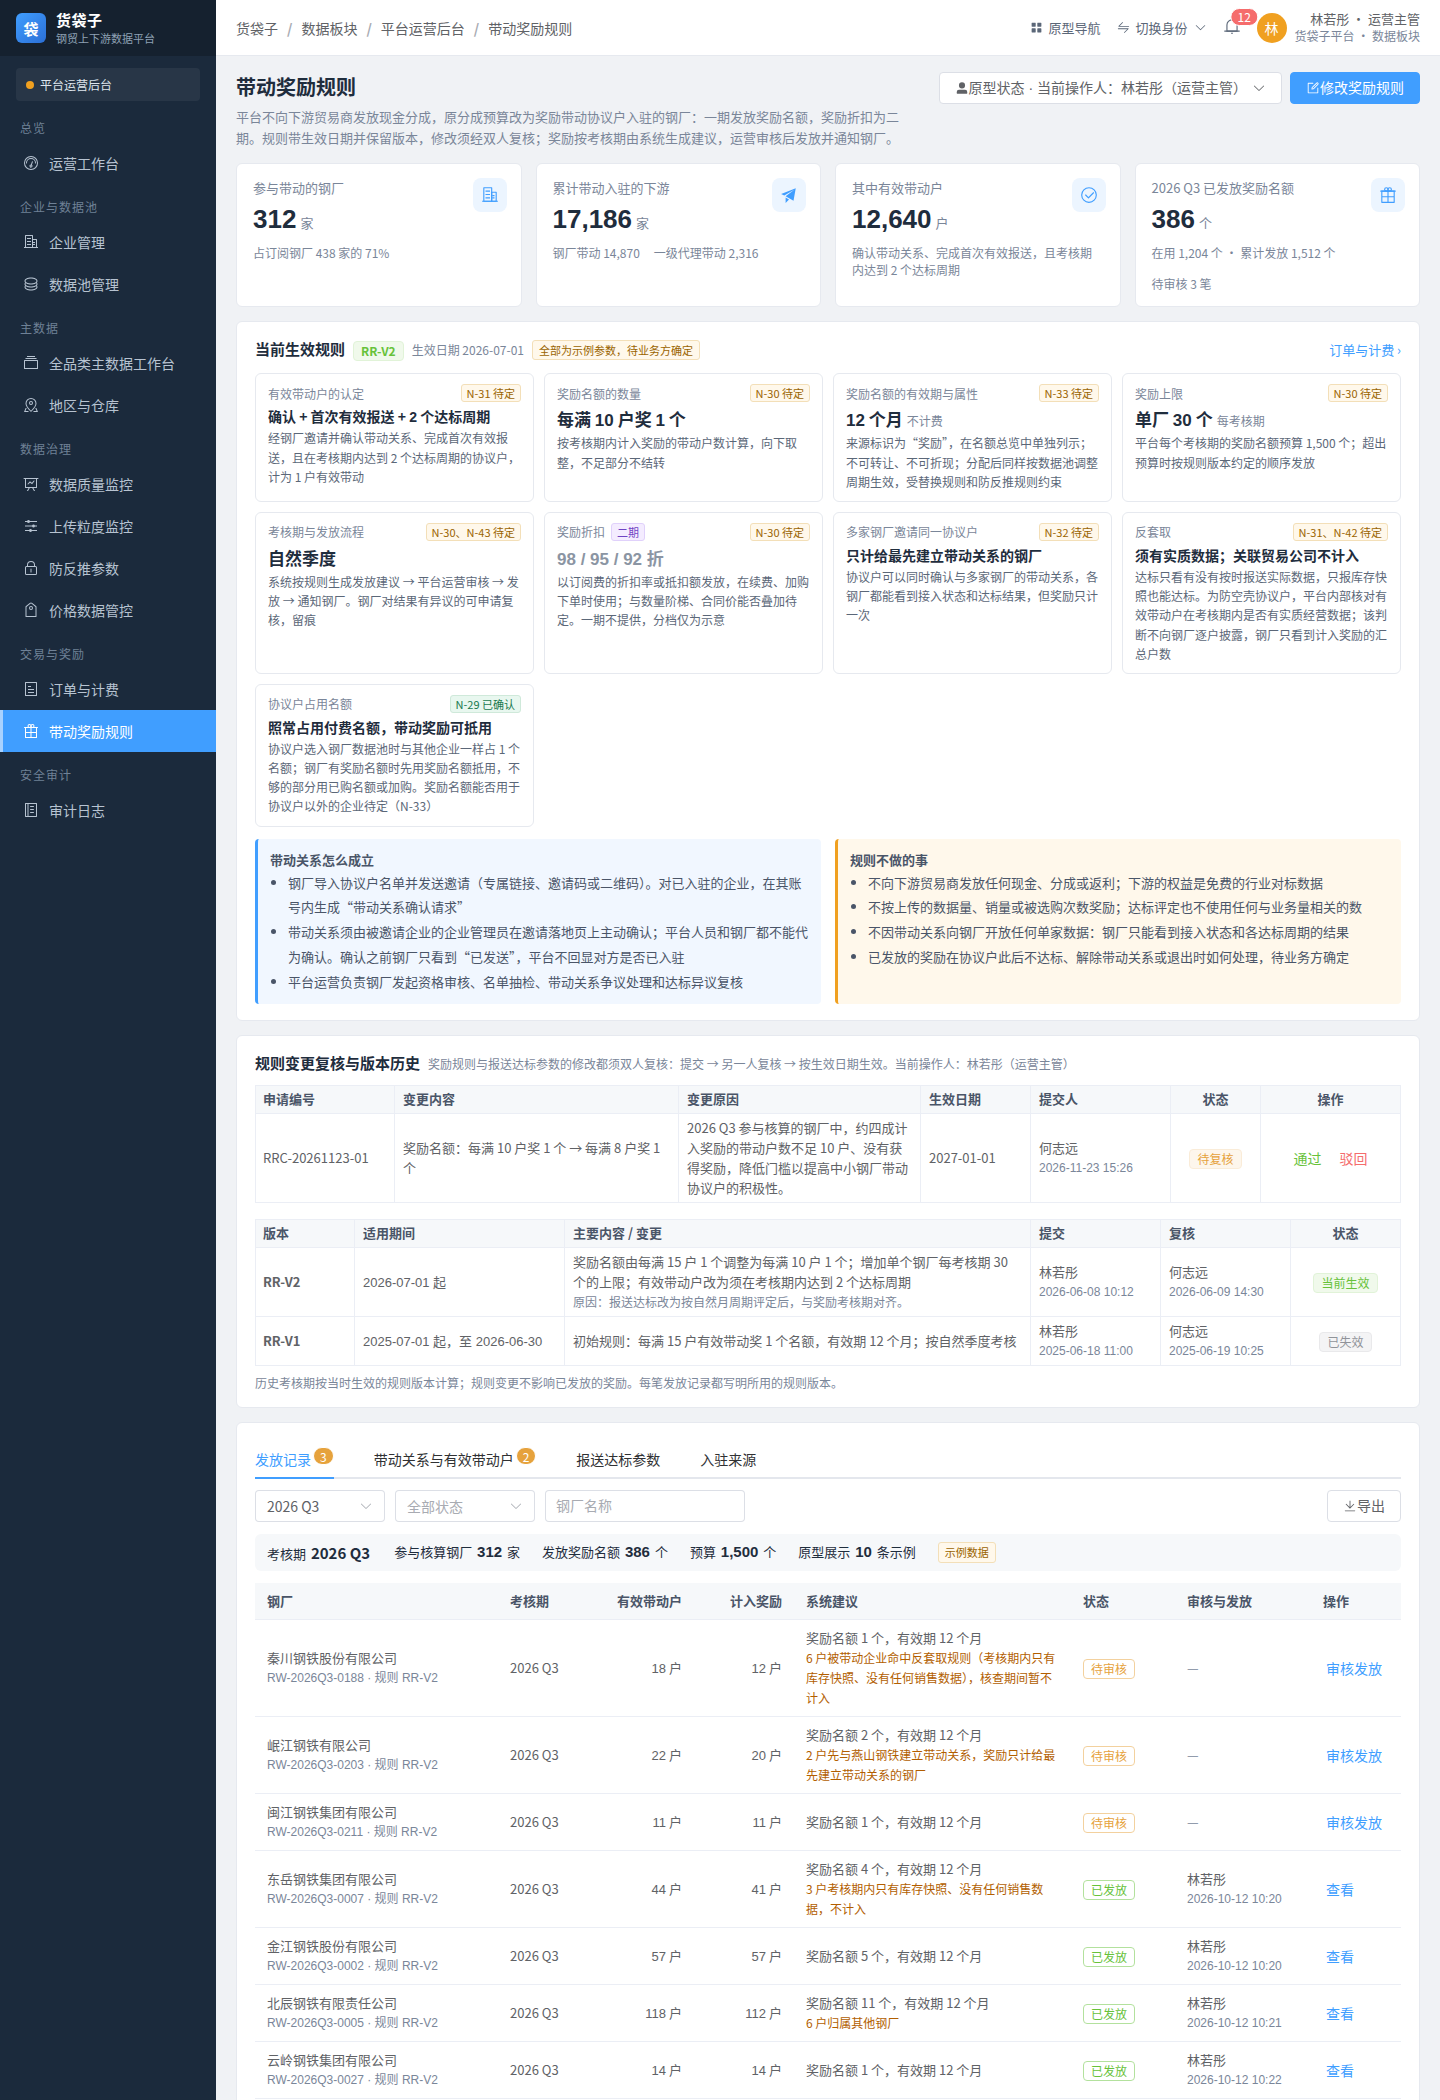 袋
货袋子
钢贸上下游数据平台
平台运营后台
总览
运营工作台
企业与数据池
企业管理
数据池管理
主数据
全品类主数据工作台
地区与仓库
数据治理
数据质量监控
上传粒度监控
防反推参数
价格数据管控
交易与奖励
订单与计费
带动奖励规则
安全审计
审计日志
货袋子 / 数据板块 / 平台运营后台 / 带动奖励规则
原型导航
切换身份
12
林
林若彤 · 运营主管
货袋子平台 · 数据板块
带动奖励规则
平台不向下游贸易商发放现金分成，原分成预算改为奖励带动协议户入驻的钢厂：一期发放奖励名额，奖励折扣为二
期。规则带生效日期并保留版本，修改须经双人复核；奖励按考核期由系统生成建议，运营审核后发放并通知钢厂。
原型状态 · 当前操作人：林若彤（运营主管）
修改奖励规则
参与带动的钢厂
312 家
占订阅钢厂 438 家的 71%
累计带动入驻的下游
17,186 家
钢厂带动 14,870 一级代理带动 2,316
其中有效带动户
12,640 户
确认带动关系、完成首次有效报送，且考核期
内达到 2 个达标周期
2026 Q3 已发放奖励名额
386 个
在用 1,204 个 · 累计发放 1,512 个
待审核 3 笔
当前生效规则 RR-V2 生效日期 2026-07-01 全部为示例参数，待业务方确定
订单与计费 ›
有效带动户的认定 N-31 待定
确认 + 首次有效报送 + 2 个达标周期
经钢厂邀请并确认带动关系、完成首次有效报
送，且在考核期内达到 2 个达标周期的协议户，
计为 1 户有效带动
奖励名额的数量 N-30 待定
每满 10 户奖 1 个
按考核期内计入奖励的带动户数计算，向下取
整，不足部分不结转
奖励名额的有效期与属性 N-33 待定
12 个月 不计费
来源标识为“奖励”，在名额总览中单独列示；
不可转让、不可折现；分配后同样按数据池调整
周期生效，受替换规则和防反推规则约束
奖励上限 N-30 待定
单厂 30 个 每考核期
平台每个考核期的奖励名额预算 1,500 个；超出
预算时按规则版本约定的顺序发放
考核期与发放流程 N-30、N-43 待定
自然季度
系统按规则生成发放建议 → 平台运营审核 → 发
放 → 通知钢厂。钢厂对结果有异议的可申请复
核，留痕
奖励折扣 二期 N-30 待定
98 / 95 / 92 折
以订阅费的折扣率或抵扣额发放，在续费、加购
下单时使用；与数量阶梯、合同价能否叠加待
定。一期不提供，分档仅为示意
多家钢厂邀请同一协议户 N-32 待定
只计给最先建立带动关系的钢厂
协议户可以同时确认与多家钢厂的带动关系，各
钢厂都能看到接入状态和达标结果，但奖励只计
一次
反套取 N-31、N-42 待定
须有实质数据；关联贸易公司不计入
达标只看有没有按时报送实际数据，只报库存快
照也能达标。为防空壳协议户，平台内部核对有
效带动户在考核期内是否有实质经营数据；该判
断不向钢厂逐户披露，钢厂只看到计入奖励的汇
总户数
协议户占用名额 N-29 已确认
照常占用付费名额，带动奖励可抵用
协议户选入钢厂数据池时与其他企业一样占 1 个
名额；钢厂有奖励名额时先用奖励名额抵用，不
够的部分用已购名额或加购。奖励名额能否用于
协议户以外的企业待定（N-33）
带动关系怎么成立
• 钢厂导入协议户名单并发送邀请（专属链接、邀请码或二维码）。对已入驻的企业，在其账
号内生成“带动关系确认请求”
• 带动关系须由被邀请企业的企业管理员在邀请落地页上主动确认；平台人员和钢厂都不能代
为确认。确认之前钢厂只看到“已发送”，平台不回显对方是否已入驻
• 平台运营负责钢厂发起资格审核、名单抽检、带动关系争议处理和达标异议复核
规则不做的事
• 不向下游贸易商发放任何现金、分成或返利；下游的权益是免费的行业对标数据
• 不按上传的数据量、销量或被选购次数奖励；达标评定也不使用任何与业务量相关的数
• 不因带动关系向钢厂开放任何单家数据：钢厂只能看到接入状态和各达标周期的结果
• 已发放的奖励在协议户此后不达标、解除带动关系或退出时如何处理，待业务方确定
规则变更复核与版本历史 奖励规则与报送达标参数的修改都须双人复核：提交 → 另一人复核 → 按生效日期生效。当前操作人：林若彤（运营主管）
申请编号 变更内容 变更原因 生效日期 提交人 状态 操作
RRC-20261123-01
奖励名额：每满 10 户奖 1 个 → 每满 8 户奖 1
个
2026 Q3 参与核算的钢厂中，约四成计
入奖励的带动户数不足 10 户、没有获
得奖励，降低门槛以提高中小钢厂带动
协议户的积极性。
2027-01-01
何志远
2026-11-23 15:26
待复核
通过 驳回
版本 适用期间 主要内容 / 变更 提交 复核 状态
RR-V2
2026-07-01 起
奖励名额由每满 15 户 1 个调整为每满 10 户 1 个；增加单个钢厂每考核期 30
个的上限；有效带动户改为须在考核期内达到 2 个达标周期
原因：报送达标改为按自然月周期评定后，与奖励考核期对齐。
林若彤
2026-06-08 10:12
何志远
2026-06-09 14:30
当前生效
RR-V1
2025-07-01 起，至 2026-06-30
初始规则：每满 15 户有效带动奖 1 个名额，有效期 12 个月；按自然季度考核
林若彤
2025-06-18 11:00
何志远
2025-06-19 10:25
已失效
历史考核期按当时生效的规则版本计算；规则变更不影响已发放的奖励。每笔发放记录都写明所用的规则版本。
发放记录 3 带动关系与有效带动户 2 报送达标参数 入驻来源
2026 Q3 全部状态 钢厂名称 导出
考核期 2026 Q3 参与核算钢厂 312 家 发放奖励名额 386 个 预算 1,500 个 原型展示 10 条示例 示例数据
钢厂 考核期 有效带动户 计入奖励 系统建议 状态 审核与发放 操作
秦川钢铁股份有限公司
RW-2026Q3-0188 · 规则 RR-V2
2026 Q3 18 户 12 户
奖励名额 1 个，有效期 12 个月
6 户被带动企业命中反套取规则（考核期内只有
库存快照、没有任何销售数据），核查期间暂不
计入
待审核 — 审核发放
岷江钢铁有限公司
RW-2026Q3-0203 · 规则 RR-V2
2026 Q3 22 户 20 户
奖励名额 2 个，有效期 12 个月
2 户先与燕山钢铁建立带动关系，奖励只计给最
先建立带动关系的钢厂
待审核 — 审核发放
闽江钢铁集团有限公司
RW-2026Q3-0211 · 规则 RR-V2
2026 Q3 11 户 11 户 奖励名额 1 个，有效期 12 个月 待审核 — 审核发放
东岳钢铁集团有限公司
RW-2026Q3-0007 · 规则 RR-V2
2026 Q3 44 户 41 户
奖励名额 4 个，有效期 12 个月
3 户考核期内只有库存快照、没有任何销售数
据，不计入
已发放
林若彤
2026-10-12 10:20
查看
金江钢铁股份有限公司
RW-2026Q3-0002 · 规则 RR-V2
2026 Q3 57 户 57 户 奖励名额 5 个，有效期 12 个月 已发放
林若彤
2026-10-12 10:20
查看
北辰钢铁有限责任公司
RW-2026Q3-0005 · 规则 RR-V2
2026 Q3 118 户 112 户
奖励名额 11 个，有效期 12 个月
6 户归属其他钢厂
已发放
林若彤
2026-10-12 10:21
查看
云岭钢铁集团有限公司
RW-2026Q3-0027 · 规则 RR-V2
2026 Q3 14 户 14 户 奖励名额 1 个，有效期 12 个月 已发放
林若彤
2026-10-12 10:22
查看